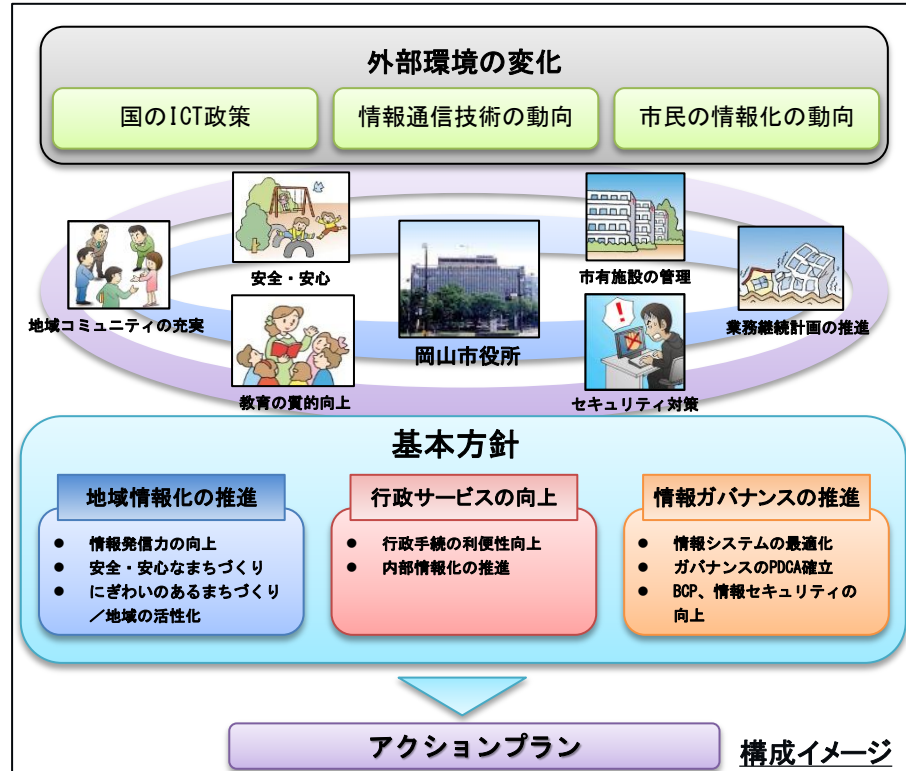 外部環境の変化
国のICT政策
情報通信技術の動向
市民の情報化の動向
安全・安心
市有施設の管理
地域コミュニティの充実
業務継続計画の推進
岡山市役所
教育の質的向上
!
セキュリティ対策
基本方針
地域情報化の推進
● 情報発信力の向上
● 安全・安心なまちづくり
● にぎわいのあるまちづくり
／地域の活性化
行政サービスの向上
● 行政手続の利便性向上
● 内部情報化の推進
情報ガバナンスの推進
● 情報システムの最適化
● ガバナンスのPDCA確立
● BCP、情報セキュリティの
向上
アクションプラン
構成イメージ